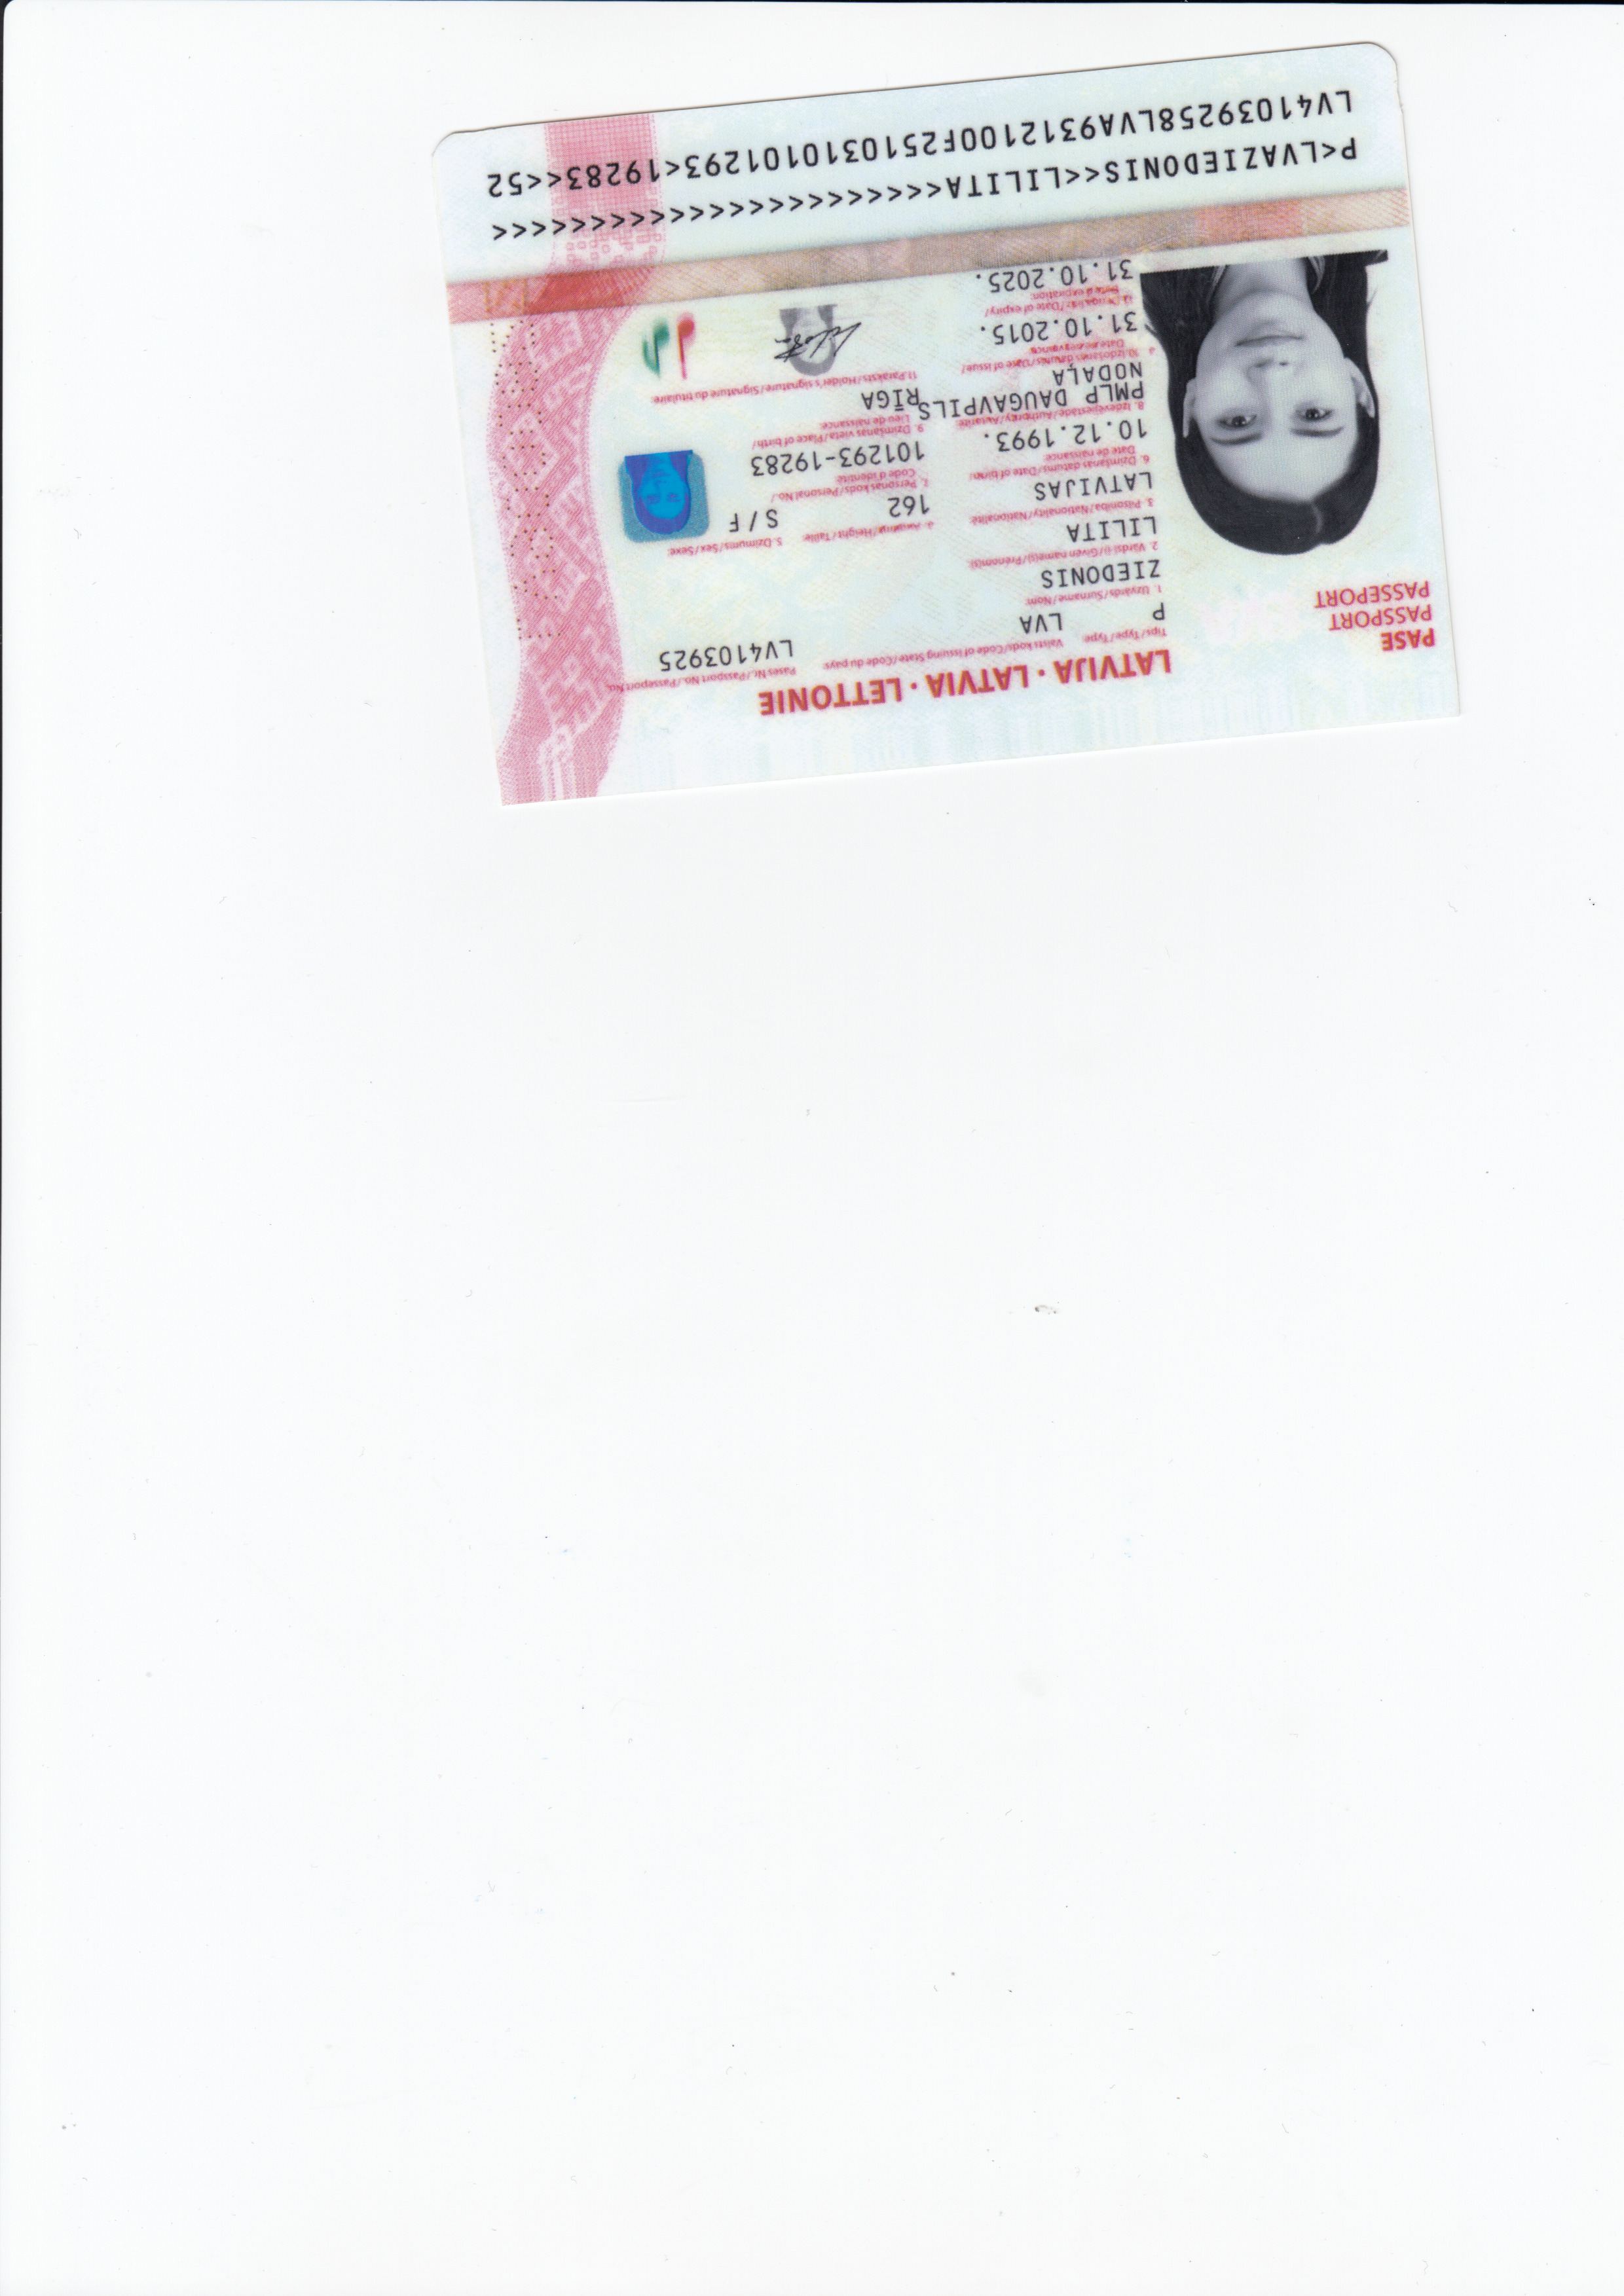 LATVIJA · LATVIA · LETTONIE
PASE
PASSPORT
PASSEPORT
Tips/Type/Type: Valsts kods/Code of issuing State/Code du pays: Pases Nr./Passport No./Passeport No.
P LVA LV4103925
1. Uzvārds/Surname/Nom:
ZIEDONIS
2. Vārds(-i)/Given name(s)/Prénom(s):
LILITA
3. Pilsonība/Nationality/Nationalité: 4. Augums/Height/Taille: 5. Dzimums/Sex/Sexe:
LATVIJAS 162 S/F
6. Dzimšanas datums/Date of birth/ Date de naissance: 7. Personas kods/Personal No./ Code d'identité
10.12.1993. 101293-19283
8. Izdevējiestāde/Authority/Autorité: 9. Dzimšanas vieta/Place of birth/ Lieu de naissance:
PMLP DAUGAVPILS RĪGA
NODAĻA
10. Izdošanas datums/Date of issue/ Date de délivrance: 11. Paraksts/Holder's signature/Signature du titulaire
31.10.2015.
Derīga līdz/Date of expiry/
Date d'expiration:
31.10.2025.
P<LVAZIEDONIS<<LILITA<<<<<<<<<<<<<<<<<<<<<<<
LV41039258LVA9312100F2510310101293<19283<<52